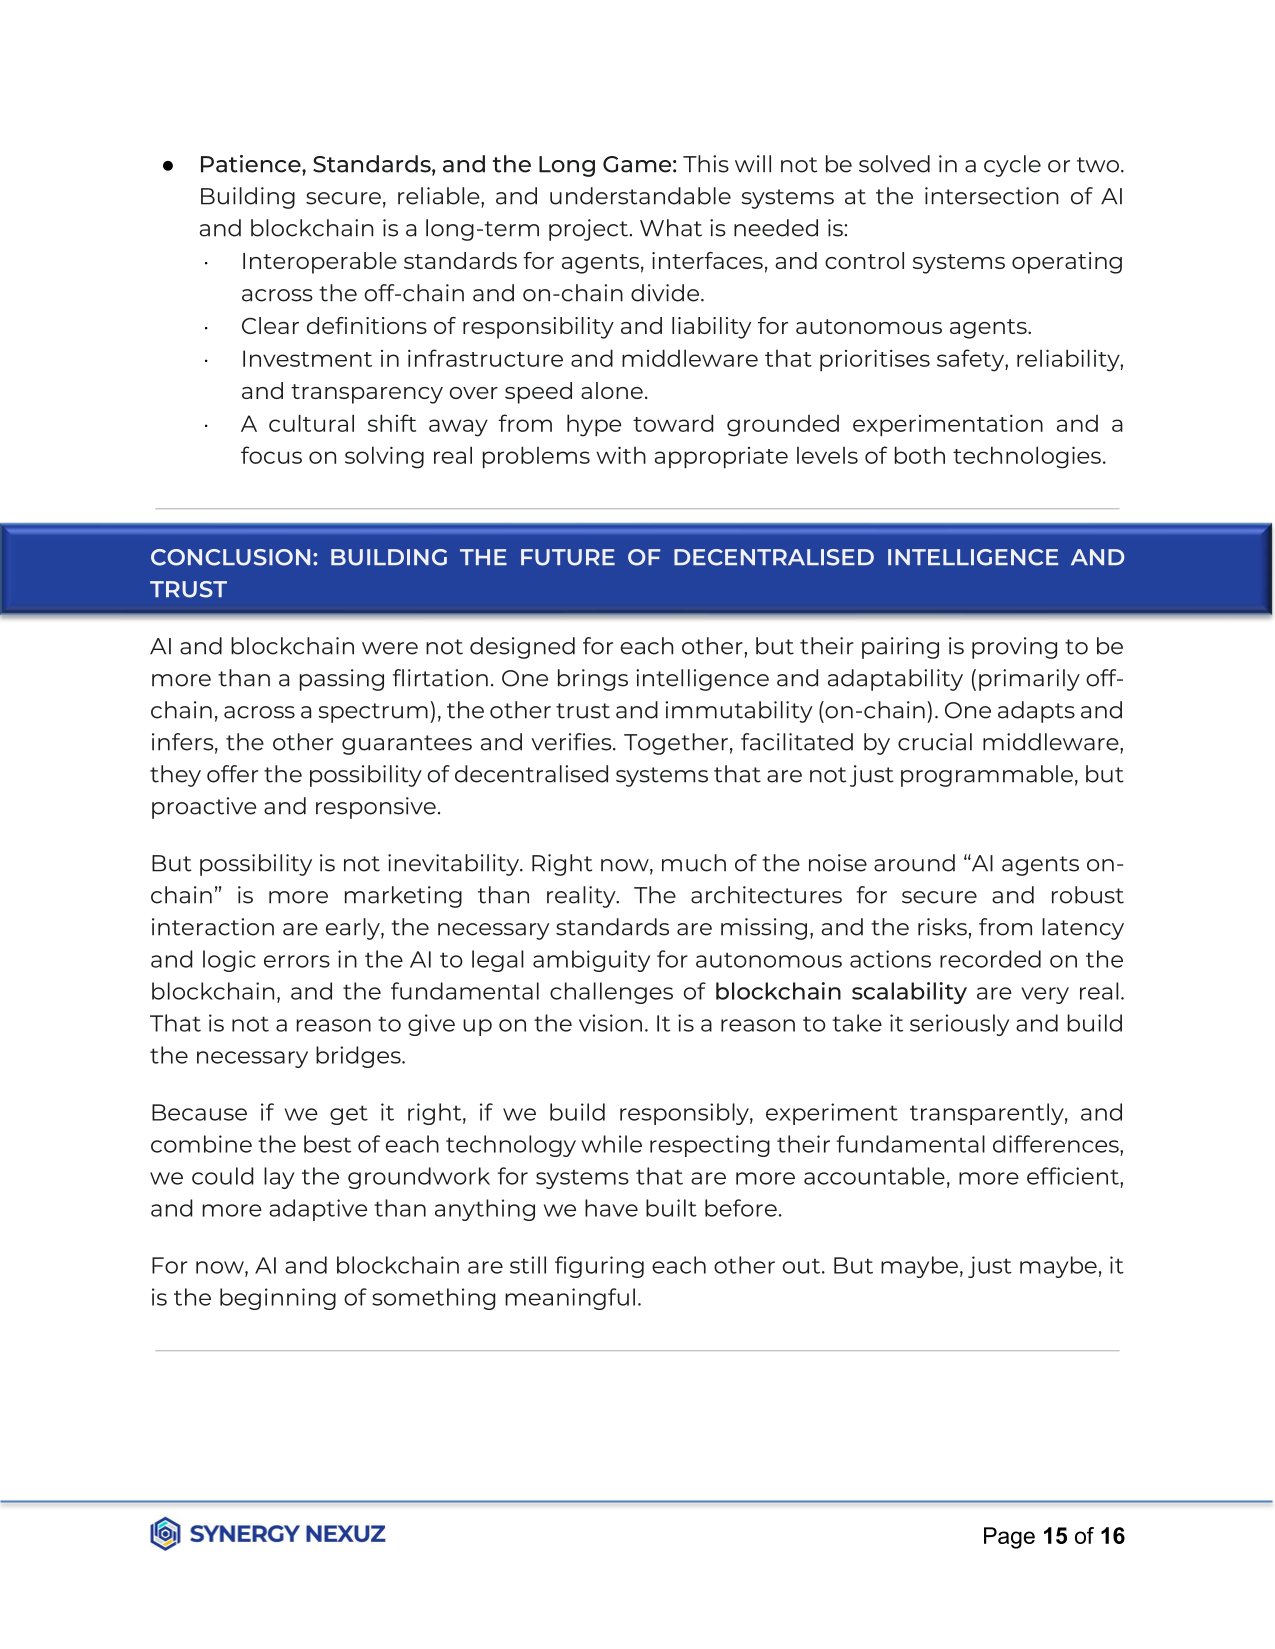 ● Patience, Standards, and the Long Game: This will not be solved in a cycle or two.
Building secure, reliable, and understandable systems at the intersection of AI
and blockchain is a long-term project. What is needed is:
· Interoperable standards for agents, interfaces, and control systems operating
across the off-chain and on-chain divide.
· Clear definitions of responsibility and liability for autonomous agents.
· Investment in infrastructure and middleware that prioritises safety, reliability,
and transparency over speed alone.
· A cultural shift away from hype toward grounded experimentation and a
focus on solving real problems with appropriate levels of both technologies.
CONCLUSION: BUILDING THE FUTURE OF DECENTRALISED INTELLIGENCE AND
TRUST
AI and blockchain were not designed for each other, but their pairing is proving to be
more than a passing flirtation. One brings intelligence and adaptability (primarily off-
chain, across a spectrum), the other trust and immutability (on-chain). One adapts and
infers, the other guarantees and verifies. Together, facilitated by crucial middleware,
they offer the possibility of decentralised systems that are not just programmable, but
proactive and responsive.
But possibility is not inevitability. Right now, much of the noise around “AI agents on-
chain” is more marketing than reality. The architectures for secure and robust
interaction are early, the necessary standards are missing, and the risks, from latency
and logic errors in the AI to legal ambiguity for autonomous actions recorded on the
blockchain, and the fundamental challenges of blockchain scalability are very real.
That is not a reason to give up on the vision. It is a reason to take it seriously and build
the necessary bridges.
Because if we get it right, if we build responsibly, experiment transparently, and
combine the best of each technology while respecting their fundamental differences,
we could lay the groundwork for systems that are more accountable, more efficient,
and more adaptive than anything we have built before.
For now, AI and blockchain are still figuring each other out. But maybe, just maybe, it
is the beginning of something meaningful.
SYNERGY NEXUZ
Page 15 of 16